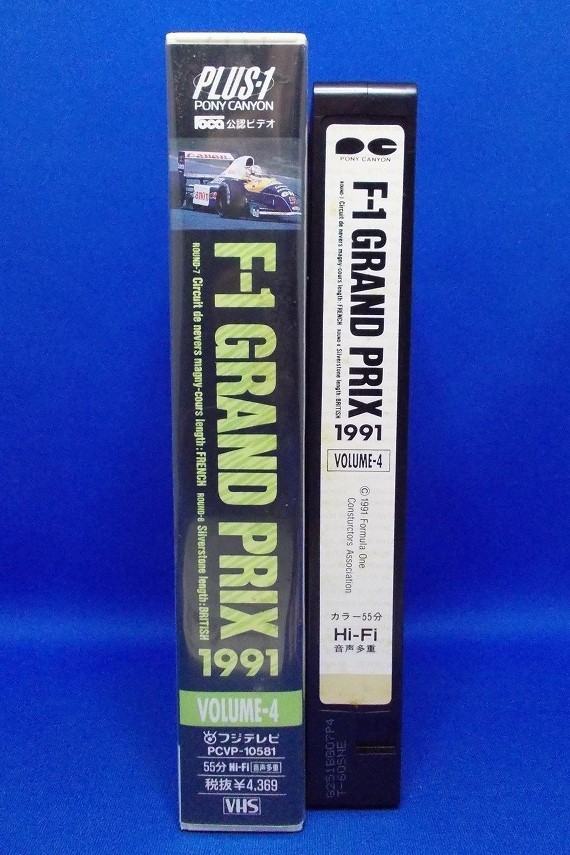 PLUS-1
PONY CANYON
foca 公認ビデオ
Canon
F-1 GRAND PRIX
1991
ROUND-7 Circuit de nevers magny-cours length:FRENCH ROUND-8 Silverstone length:BRITISH
VOLUME-4
フジテレビ
PCVP-10581
55分 Hi-Fi 音声多重
税抜¥4,369
VHS
PONY CANYON
F-1 GRAND PRIX
1991
ROUND-7 Circuit de nevers magny-cours length:FRENCH ROUND-8 Silverstone length:BRITISH
VOLUME-4
©1991 Formula One
Consturctors Association
カラー55分
Hi-Fi
音声多重
T-60SNE